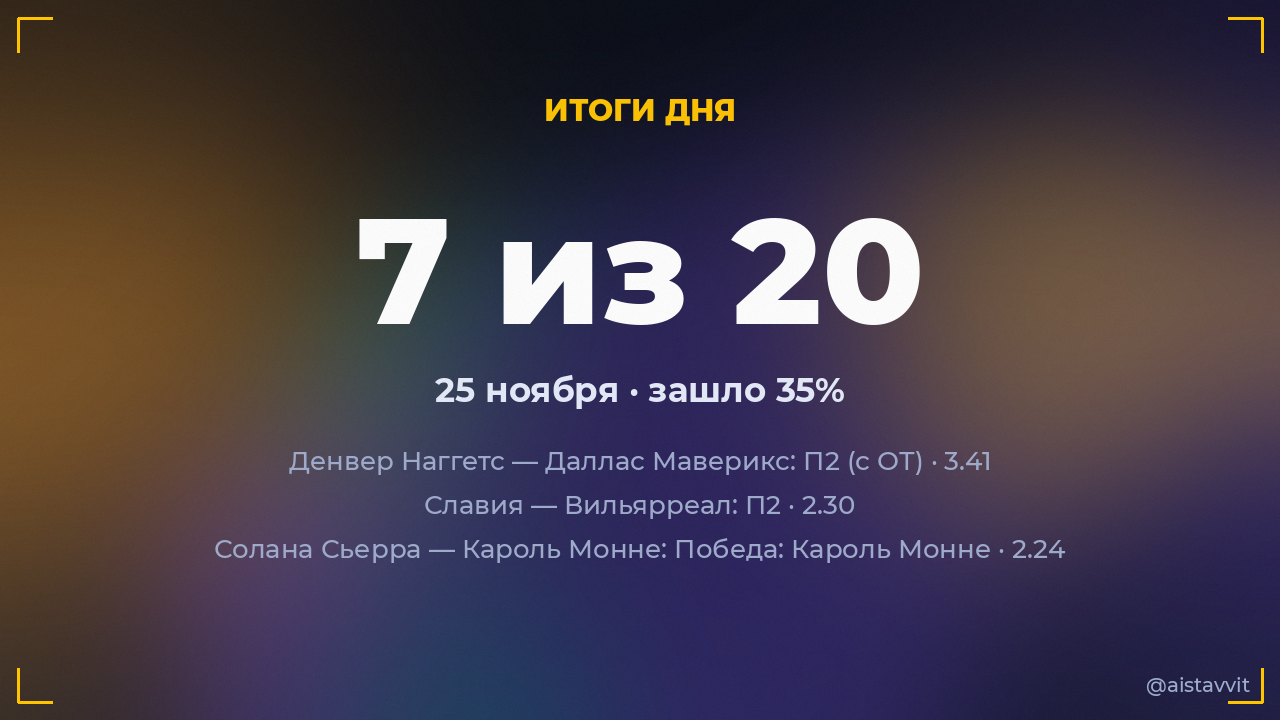 ИТОГИ ДНЯ
7 из 20
25 ноября · зашло 35%
Денвер Наггетс — Даллас Маверикс: П2 (с ОТ) · 3.41
Славия — Вильярреал: П2 · 2.30
Солана Сьерра — Кароль Монне: Победа: Кароль Монне · 2.24
@aistavvit